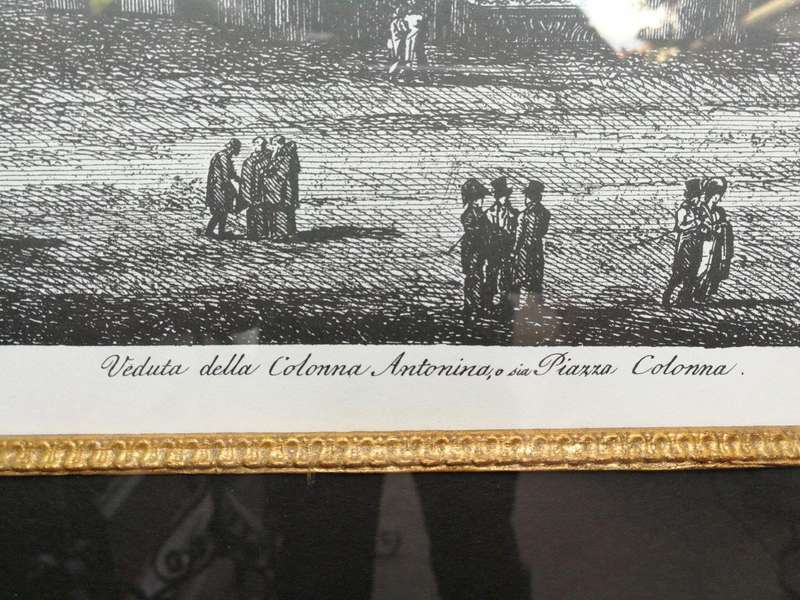 Veduta della Colonna Antonina, o sia Piazza Colonna.